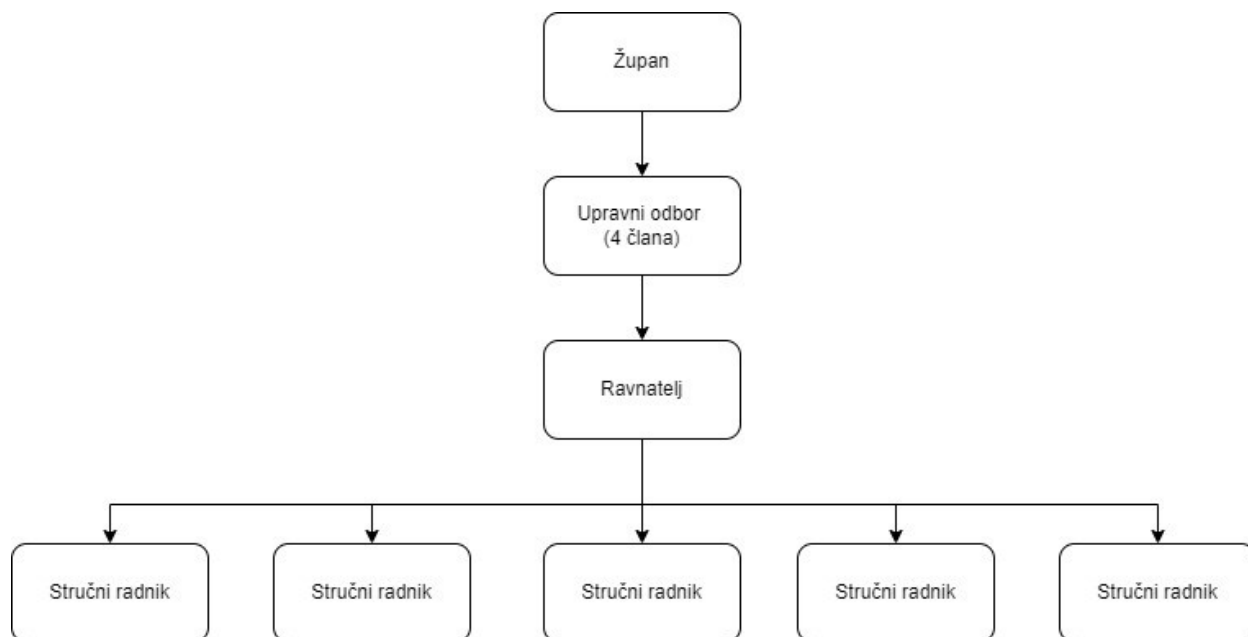 Župan
Upravni odbor
(4 člana)
Ravnatelj
Stručni radnik
Stručni radnik
Stručni radnik
Stručni radnik
Stručni radnik